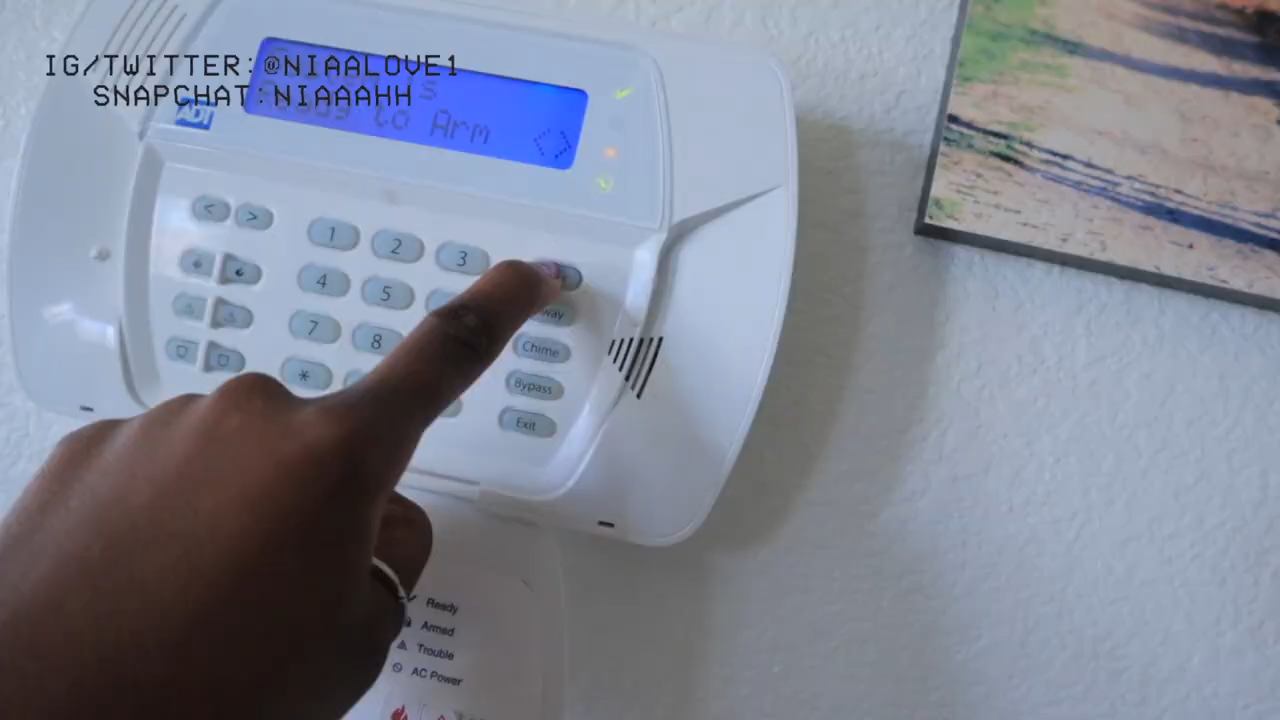 IG/TWITTER:@NIAALOVE1
SNAPCHAT:NIAAAHH
ADT
to Arm
< >
1 2 3
4 5
7 8
*
Chime
Bypass
Exit
Ready
Armed
Trouble
AC Power